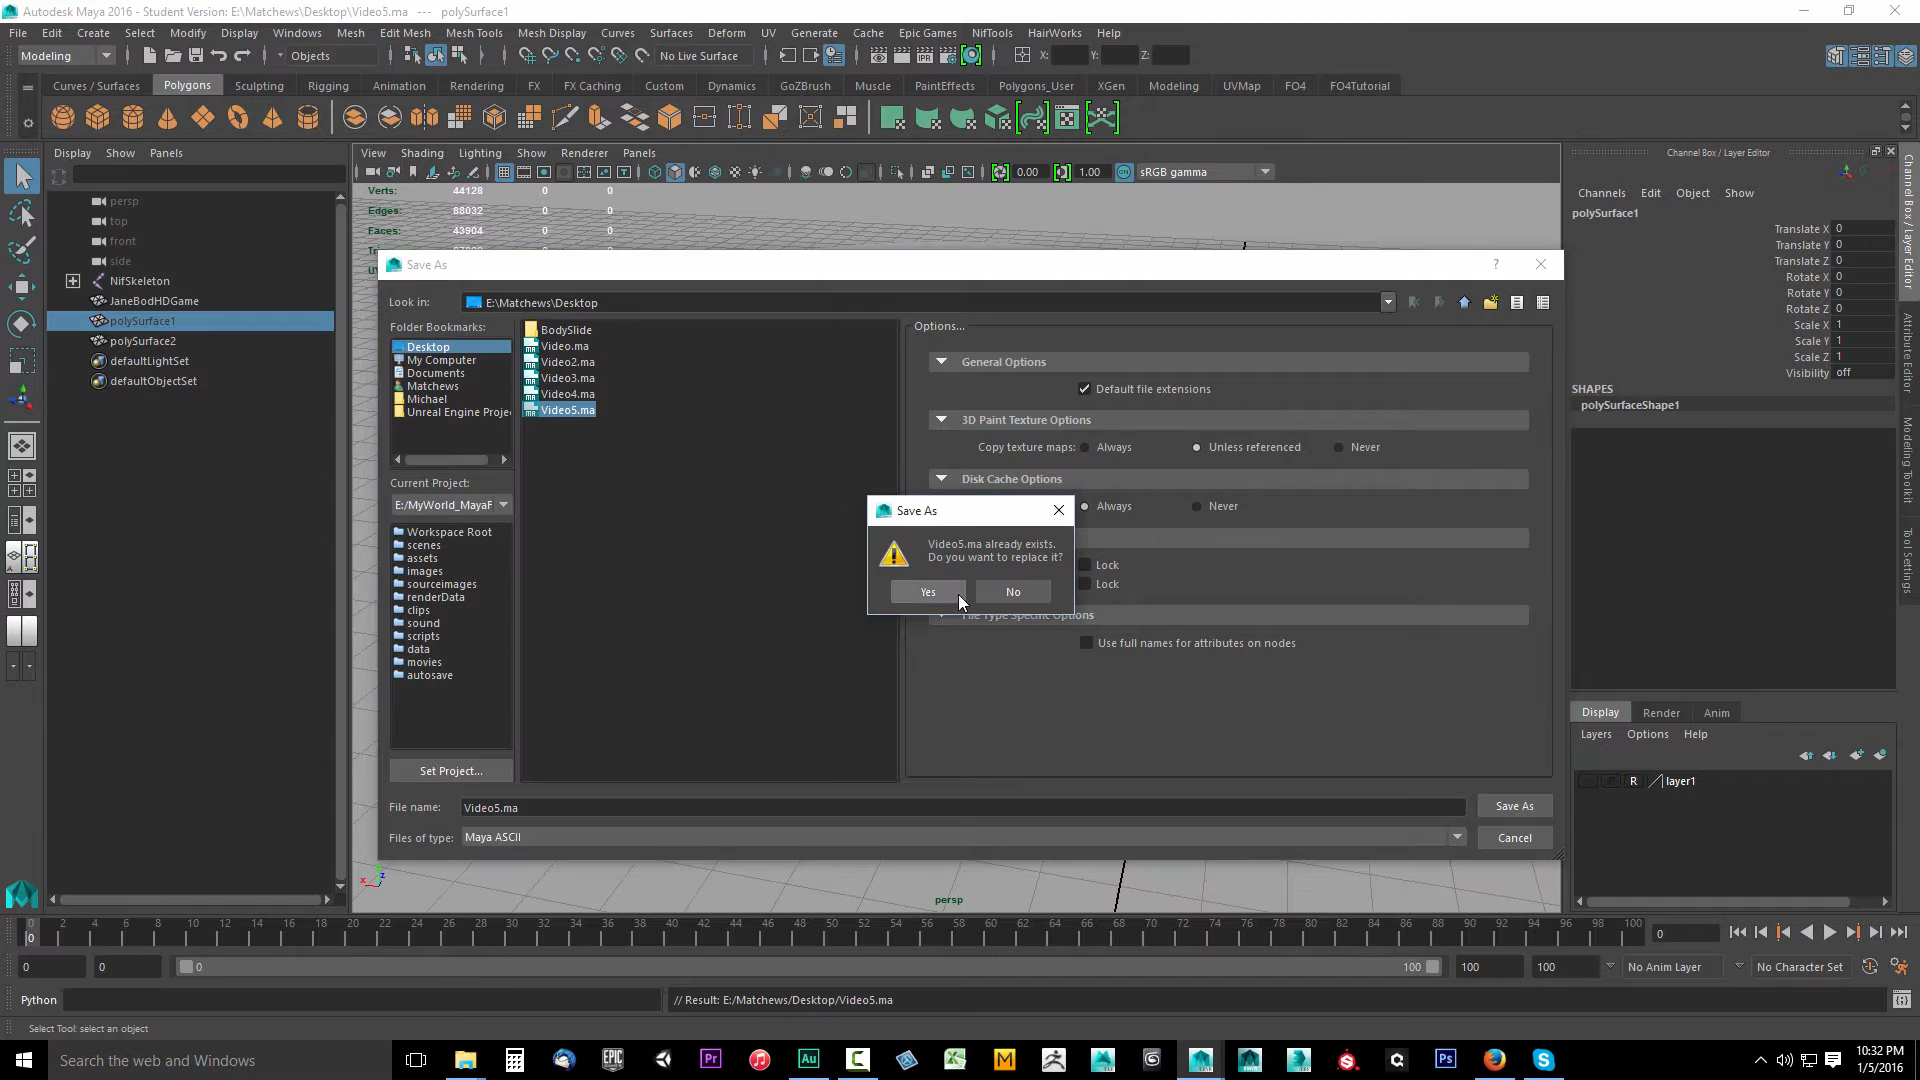 Autodesk Maya 2016 - Student Version: E:\Matchews\Desktop\Video5.ma --- polySurface1
File Edit Create Select Modify Display Windows Mesh Edit Mesh Mesh Tools Mesh Display Curves Surfaces Deform UV Generate Cache Epic Games NifTools HairWorks Help
Modeling Objects No Live Surface X: Y: Z:
Curves / Surfaces Polygons Sculpting Rigging Animation Rendering FX FX Caching Custom Dynamics GoZBrush Muscle PaintEffects Polygons_User XGen Modeling UVMap FO4 FO4Tutorial
Display Show Panels
View Shading Lighting Show Renderer Panels
0.00 1.00 sRGB gamma
Channel Box / Layer Editor
Channels Edit Object Show
polySurface1
Translate X 0
Translate Y 0
Translate Z 0
Rotate X 0
Rotate Y 0
Rotate Z 0
Scale X 1
Scale Y 1
Scale Z 1
Visibility off
SHAPES
polySurfaceShape1
Channel Box / Layer Editor
Attribute Editor
Modeling Toolkit
Tool Settings
persp
top
front
side
NifSkeleton
JaneBodHDGame
polySurface1
polySurface2
defaultLightSet
defaultObjectSet
Verts: 44128 0 0
Edges: 88032 0 0
Faces: 43904 0 0
Save As
Look in: E:\Matchews\Desktop
Folder Bookmarks:
Desktop
My Computer
Documents
Matchews
Michael
Unreal Engine Proje
Current Project:
E:/MyWorld_MayaF
Workspace Root
scenes
assets
images
sourceimages
renderData
clips
sound
scripts
data
movies
autosave
Set Project...
BodySlide
Video.ma
Video2.ma
Video3.ma
Video4.ma
Video5.ma
Options...
General Options
Default file extensions
3D Paint Texture Options
Copy texture maps: Always Unless referenced Never
Disk Cache Options
Always Never
Lock
Lock
File Type Specific Options
Use full names for attributes on nodes
Save As
Video5.ma already exists.
Do you want to replace it?
Yes No
File name: Video5.ma Save As
Files of type: Maya ASCII Cancel
persp
Display Render Anim
Layers Options Help
R layer1
0 2 4 6 8 10 12 14 16 18 20 22 24 26 28 30 32 34 36 38 40 42 44 46 48 50 52 54 56 58 60 62 64 66 68 70 72 74 76 78 80 82 84 86 88 90 92 94 96 98 100
0 0
0 0 0 100 100 100 No Anim Layer No Character Set
Python // Result: E:/Matchews/Desktop/Video5.ma
Select Tool: select an object
Search the web and Windows
10:32 PM
1/5/2016